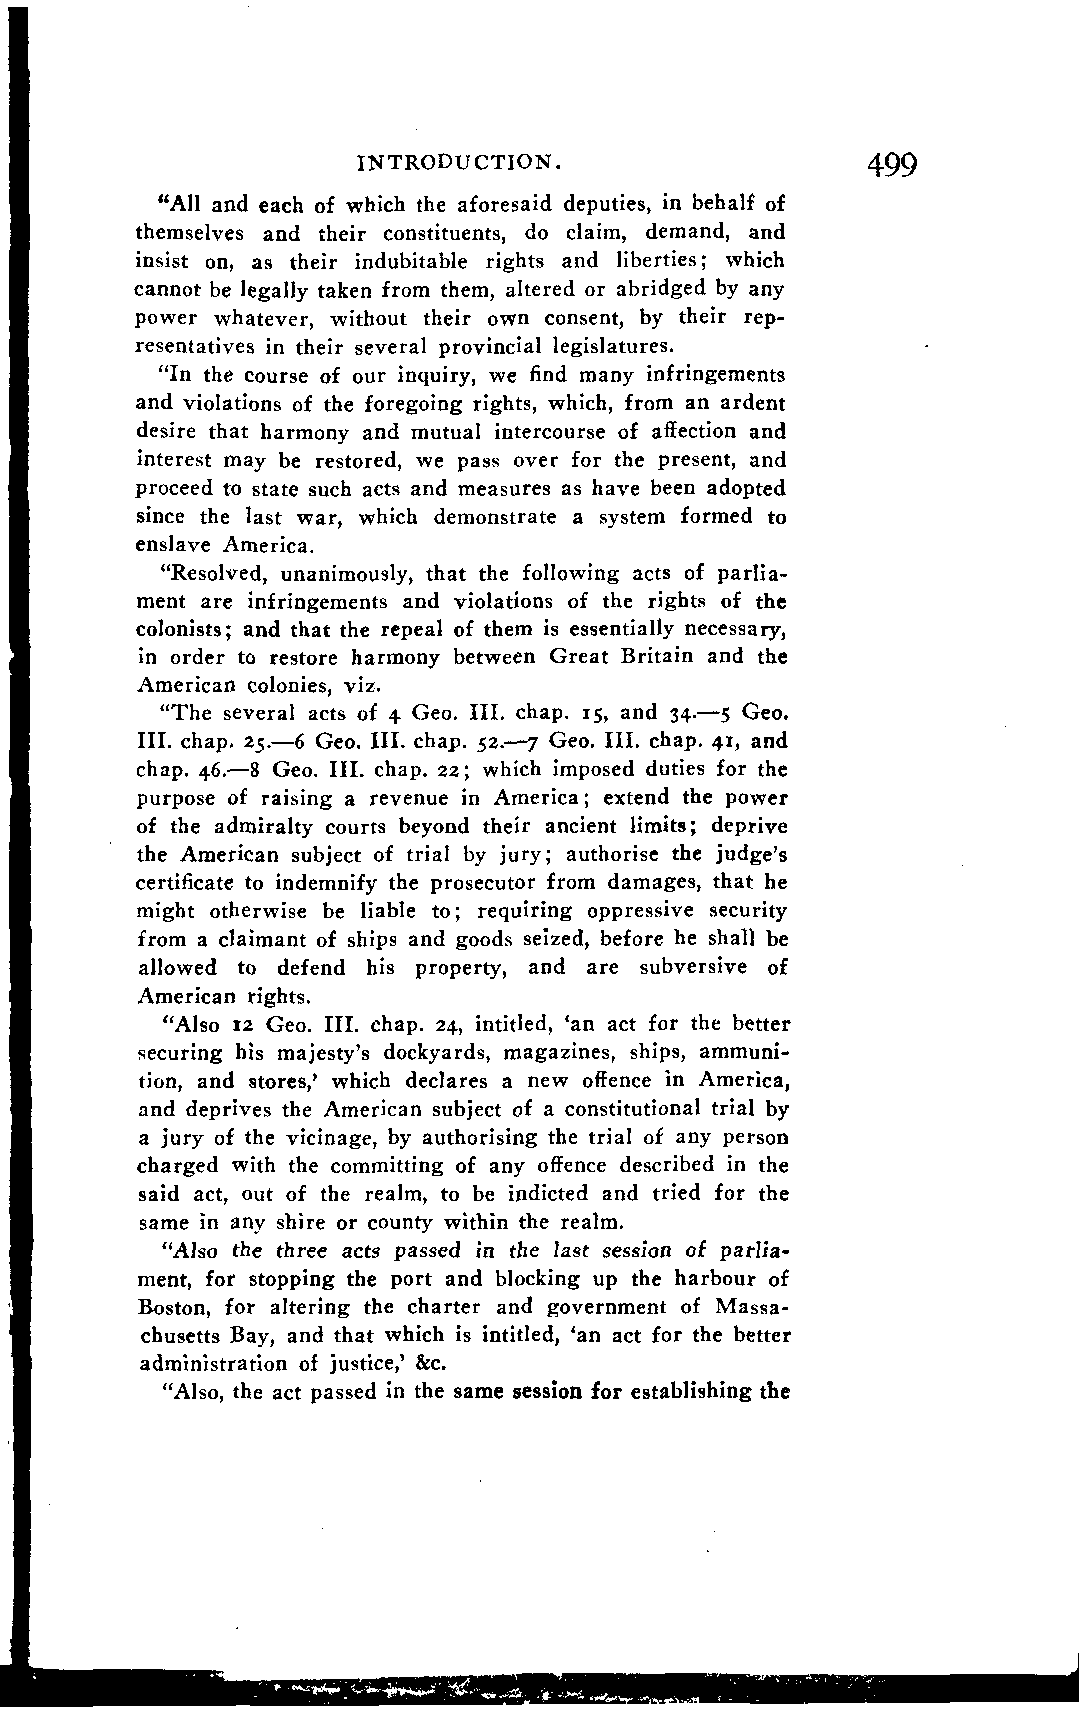 INTRODUCTION. 499
"All and each of which the aforesaid deputies, in behalf of
themselves and their constituents, do claim, demand, and
insist on, as their indubitable rights and liberties; which
cannot be legally taken from them, altered or abridged by any
power whatever, without their own consent, by their rep-
resentatives in their several provincial legislatures.
"In the course of our inquiry, we find many infringements
and violations of the foregoing rights, which, from an ardent
desire that harmony and mutual intercourse of affection and
interest may be restored, we pass over for the present, and
proceed to state such acts and measures as have been adopted
since the last war, which demonstrate a system formed to
enslave America.
"Resolved, unanimously, that the following acts of parlia-
ment are infringements and violations of the rights of the
colonists; and that the repeal of them is essentially necessary,
in order to restore harmony between Great Britain and the
American colonies, viz.
"The several acts of 4 Geo. III. chap. 15, and 34.—5 Geo.
III. chap. 25.—6 Geo. III. chap. 52.—7 Geo. III. chap. 41, and
chap. 46.—8 Geo. III. chap. 22; which imposed duties for the
purpose of raising a revenue in America; extend the power
of the admiralty courts beyond their ancient limits; deprive
the American subject of trial by jury; authorise the judge's
certificate to indemnify the prosecutor from damages, that he
might otherwise be liable to; requiring oppressive security
from a claimant of ships and goods seized, before he shall be
allowed to defend his property, and are subversive of
American rights.
"Also 12 Geo. III. chap. 24, intitled, 'an act for the better
securing his majesty's dockyards, magazines, ships, ammuni-
tion, and stores,' which declares a new offence in America,
and deprives the American subject of a constitutional trial by
a jury of the vicinage, by authorising the trial of any person
charged with the committing of any offence described in the
said act, out of the realm, to be indicted and tried for the
same in any shire or county within the realm.
"Also the three acts passed in the last session of parlia-
ment, for stopping the port and blocking up the harbour of
Boston, for altering the charter and government of Massa-
chusetts Bay, and that which is intitled, 'an act for the better
administration of justice,' &c.
"Also, the act passed in the same session for establishing the